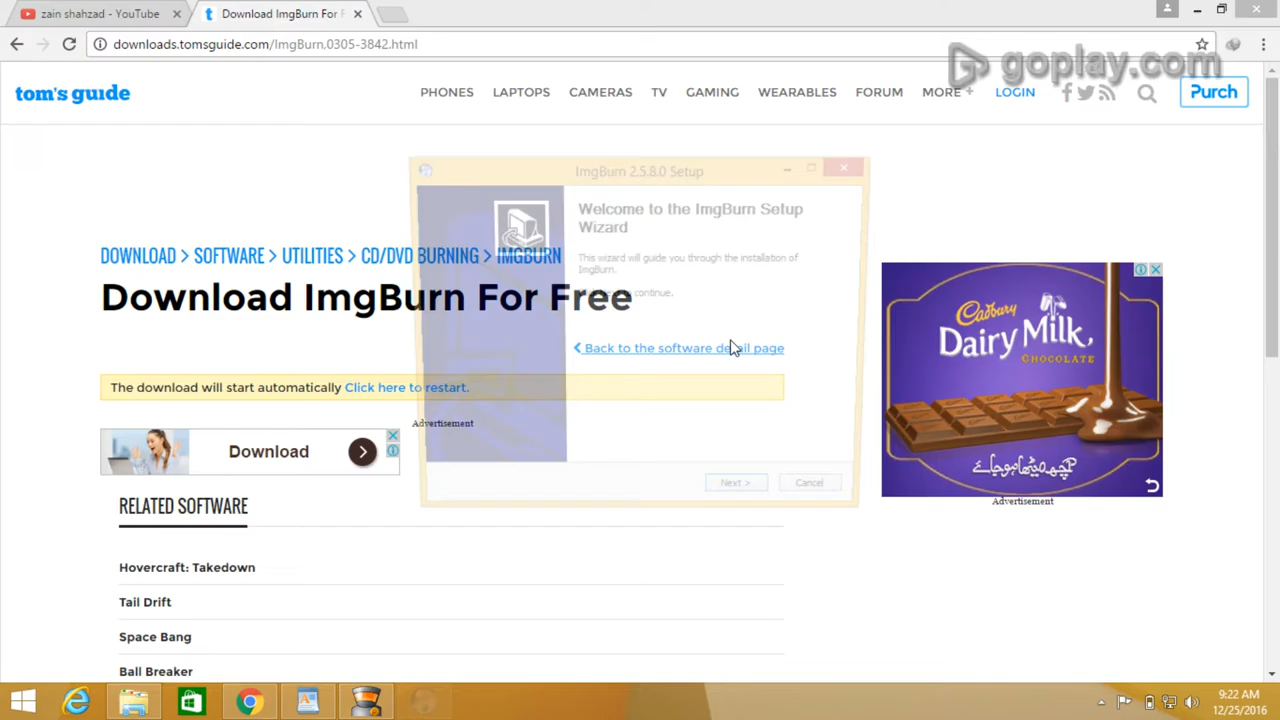 zain shahzad - YouTube
Download ImgBurn For F
downloads.tomsguide.com/ImgBurn,0305-3842.html
goplay.com
tom's guide
PHONES LAPTOPS CAMERAS TV GAMING WEARABLES FORUM MORE + LOGIN
Purch
ImgBurn 2.5.8.0 Setup
Welcome to the ImgBurn Setup
Wizard
This wizard will guide you through the installation of
ImgBurn.
to continue.
DOWNLOAD > SOFTWARE > UTILITIES > CD/DVD BURNING > IMGBURN
Download ImgBurn For Free
Back to the software detail page
The download will start automatically Click here to restart.
Advertisement
Download
Next >
Cancel
Cadbury
Dairy Milk
CHOCOLATE
Advertisement
RELATED SOFTWARE
Hovercraft: Takedown
Tail Drift
Space Bang
Ball Breaker
9:22 AM
12/25/2016